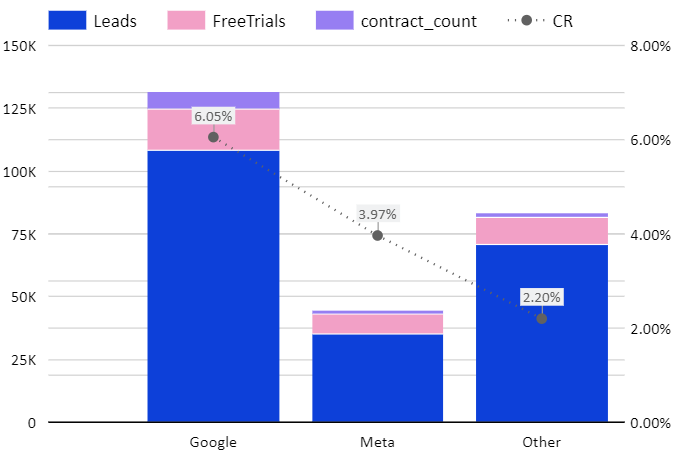 Leads FreeTrials contract_count CR
150K 8.00%
125K
6.05%
6.00%
100K
3.97%
75K 4.00%
2.20%
50K
2.00%
25K
0 0.00%
Google Meta Other